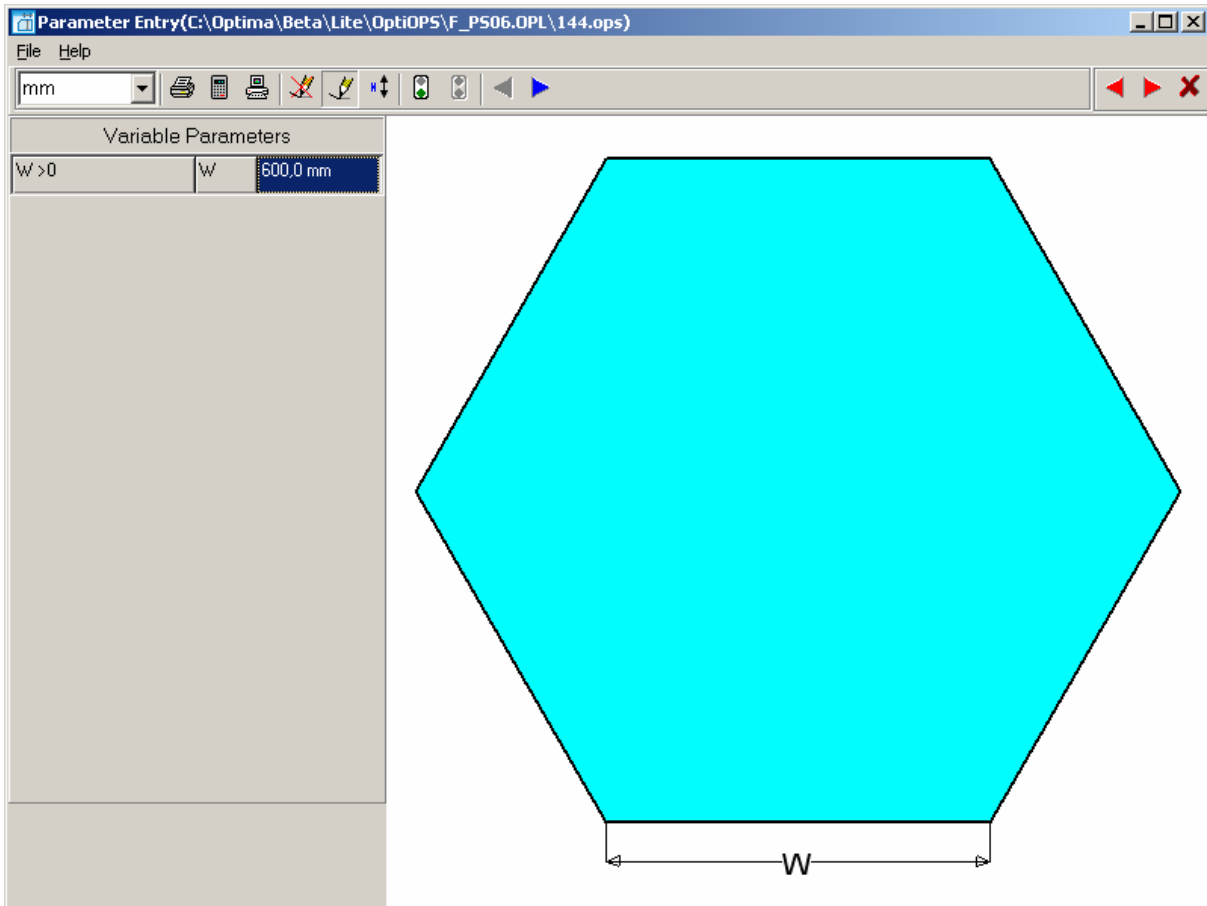 Parameter Entry(C:\Optima\Beta\Lite\OptiOPS\F_PS06.OPL\144.ops)
File Help
mm
Variable Parameters
W >0 W 600,0 mm
W